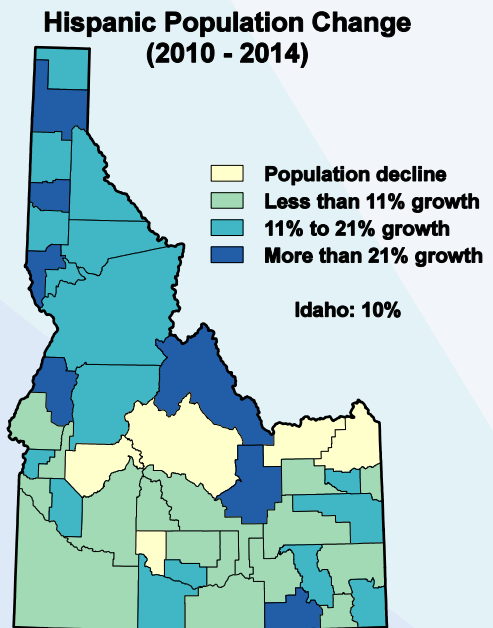 Hispanic Population Change
(2010 - 2014)
Population decline
Less than 11% growth
11% to 21% growth
More than 21% growth
Idaho: 10%